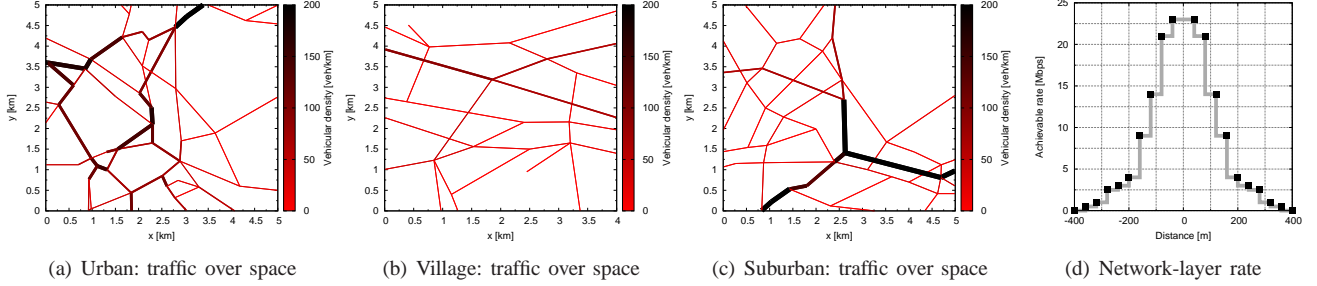 5
4.5
4
3.5
3
2.5
2
1.5
1
0.5
0
y [km]
0 0.5 1 1.5 2 2.5 3 3.5 4 4.5 5
x [km]
200
150
100
50
0
Vehicular density [veh/km]
(a) Urban: traffic over space
5
4.5
4
3.5
3
2.5
2
1.5
1
0.5
0
y [km]
0 0.5 1 1.5 2 2.5 3 3.5 4
x [km]
200
150
100
50
0
Vehicular density [veh/km]
(b) Village: traffic over space
5
4.5
4
3.5
3
2.5
2
1.5
1
0.5
0
y [km]
0 0.5 1 1.5 2 2.5 3 3.5 4 4.5 5
x [km]
200
150
100
50
0
Vehicular density [veh/km]
(c) Suburban: traffic over space
25
20
15
10
5
0
Achievable rate [Mbps]
-400 -200 0 200 400
Distance [m]
(d) Network-layer rate